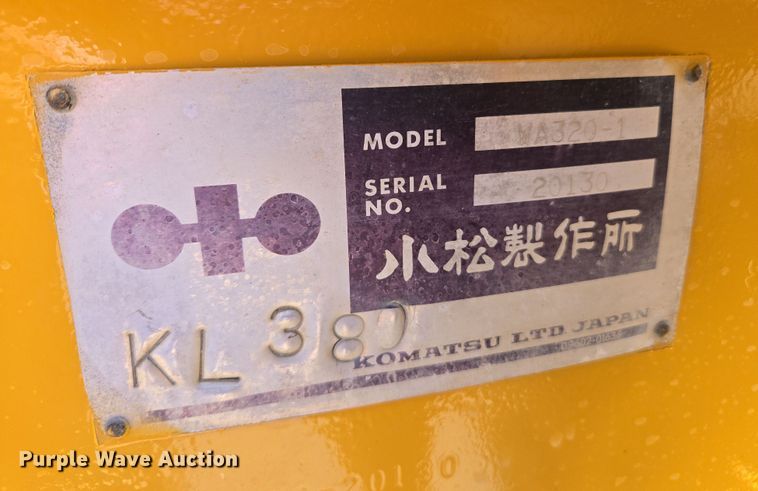 MODEL WA320-1
SERIAL NO. 20130
小松製作所
KOMATSU LTD JAPAN
KL 380
Purple Wave Auction
20130